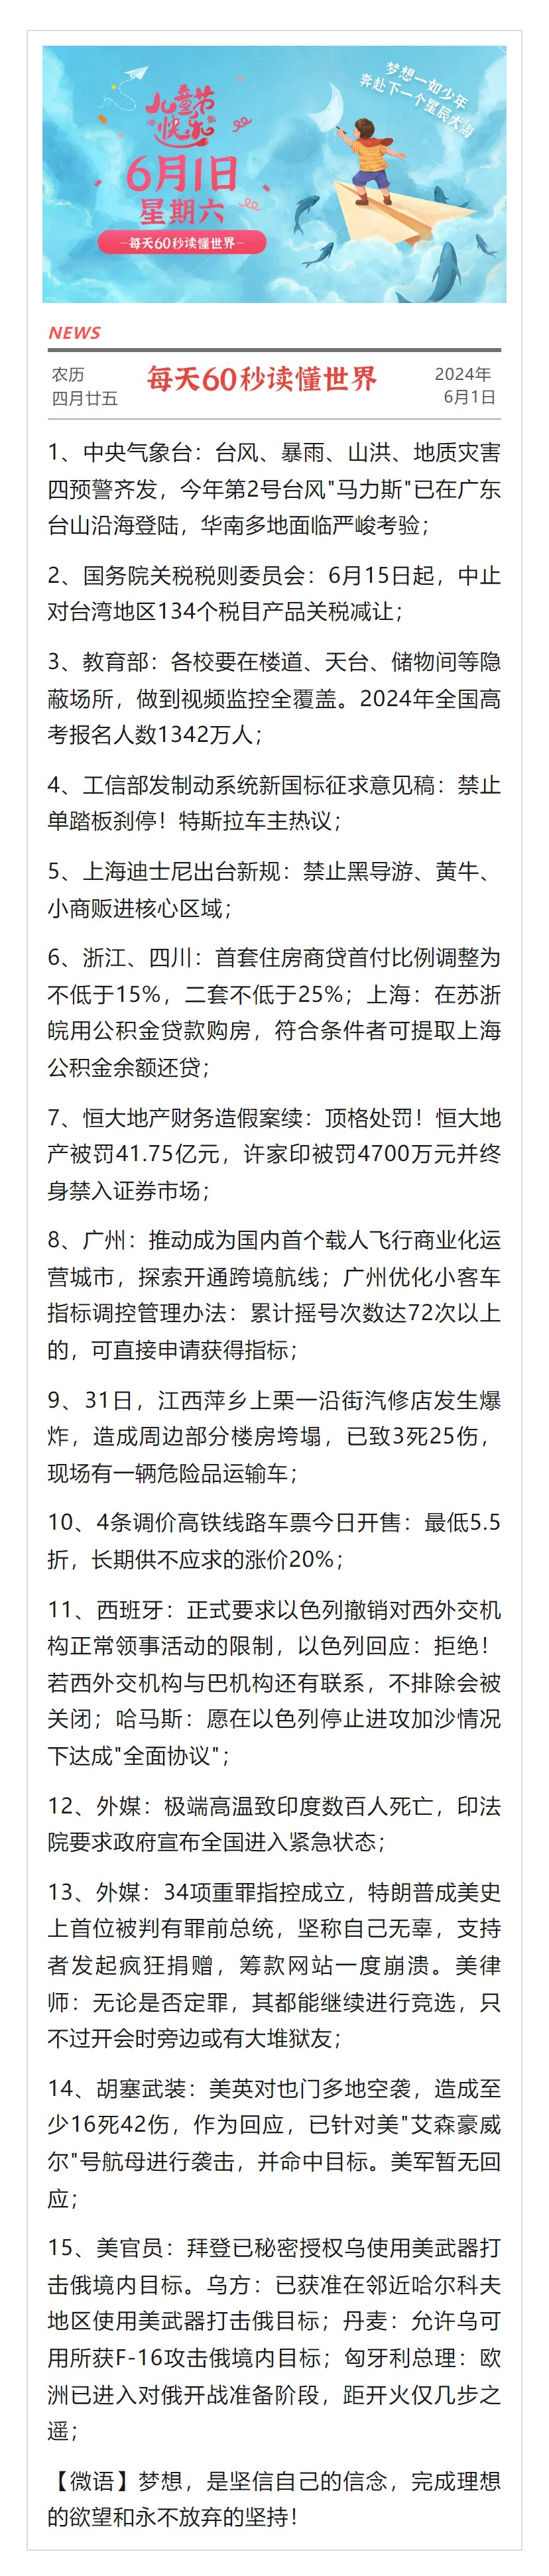 梦想一如少年
奔赴下一个星辰大海
儿童节
快乐
6月1日
星期六
—每天60秒读懂世界—
NEWS
农历
四月廿五
每天60秒读懂世界
2024年
6月1日
1、中央气象台：台风、暴雨、山洪、地质灾害
四预警齐发，今年第2号台风"马力斯"已在广东
台山沿海登陆，华南多地面临严峻考验；
2、国务院关税税则委员会：6月15日起，中止
对台湾地区134个税目产品关税减让；
3、教育部：各校要在楼道、天台、储物间等隐
蔽场所，做到视频监控全覆盖。2024年全国高
考报名人数1342万人；
4、工信部发制动系统新国标征求意见稿：禁止
单踏板刹停！特斯拉车主热议；
5、上海迪士尼出台新规：禁止黑导游、黄牛、
小商贩进核心区域；
6、浙江、四川：首套住房商贷首付比例调整为
不低于15%，二套不低于25%；上海：在苏浙
皖用公积金贷款购房，符合条件者可提取上海
公积金余额还贷；
7、恒大地产财务造假案续：顶格处罚！恒大地
产被罚41.75亿元，许家印被罚4700万元并终
身禁入证券市场；
8、广州：推动成为国内首个载人飞行商业化运
营城市，探索开通跨境航线；广州优化小客车
指标调控管理办法：累计摇号次数达72次以上
的，可直接申请获得指标；
9、31日，江西萍乡上栗一沿街汽修店发生爆
炸，造成周边部分楼房垮塌，已致3死25伤，
现场有一辆危险品运输车；
10、4条调价高铁线路车票今日开售：最低5.5
折，长期供不应求的涨价20%；
11、西班牙：正式要求以色列撤销对西外交机
构正常领事活动的限制，以色列回应：拒绝！
若西外交机构与巴机构还有联系，不排除会被
关闭；哈马斯：愿在以色列停止进攻加沙情况
下达成"全面协议"；
12、外媒：极端高温致印度数百人死亡，印法
院要求政府宣布全国进入紧急状态；
13、外媒：34项重罪指控成立，特朗普成美史
上首位被判有罪前总统，坚称自己无辜，支持
者发起疯狂捐赠，筹款网站一度崩溃。美律
师：无论是否定罪，其都能继续进行竞选，只
不过开会时旁边或有大堆狱友；
14、胡塞武装：美英对也门多地空袭，造成至
少16死42伤，作为回应，已针对美"艾森豪威
尔"号航母进行袭击，并命中目标。美军暂无回
应；
15、美官员：拜登已秘密授权乌使用美武器打
击俄境内目标。乌方：已获准在邻近哈尔科夫
地区使用美武器打击俄目标；丹麦：允许乌可
用所获F-16攻击俄境内目标；匈牙利总理：欧
洲已进入对俄开战准备阶段，距开火仅几步之
遥；
【微语】梦想，是坚信自己的信念，完成理想
的欲望和永不放弃的坚持！